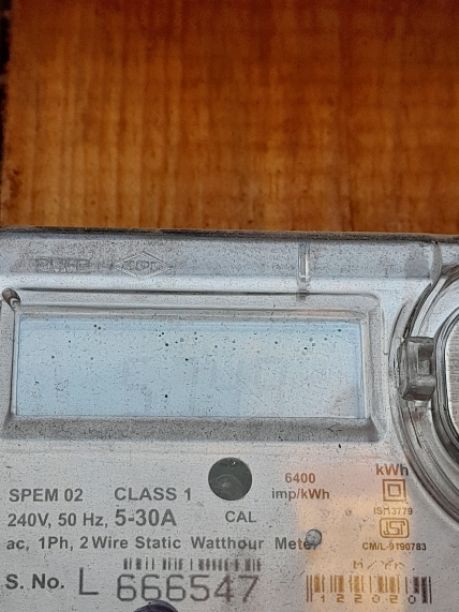 SPEM 02 CLASS 1
240V, 50 Hz, 5-30A CAL
ac, 1Ph, 2 Wire Static Watthour Meter
S. No. L 666547
6400
imp/kWh
kWh
IS 13779
CM/L-9190783
122020